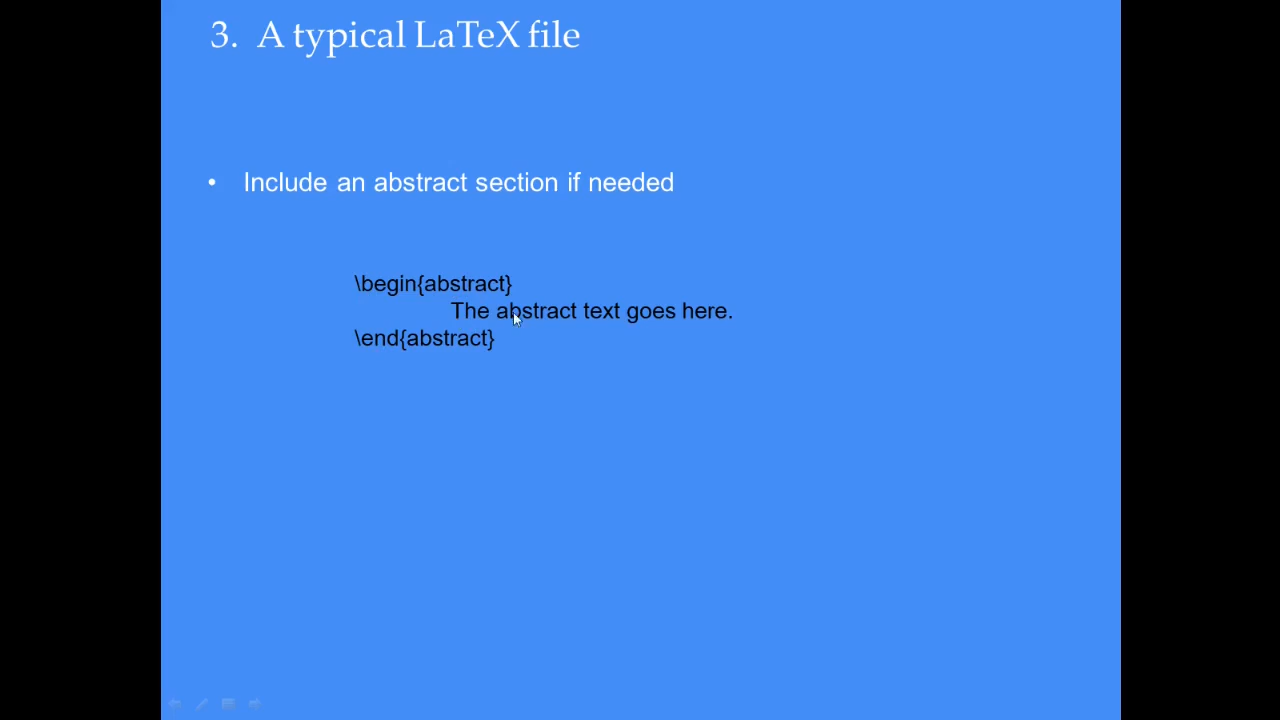 3. A typical LaTeX file
• Include an abstract section if needed
\begin{abstract}
The abstract text goes here.
\end{abstract}